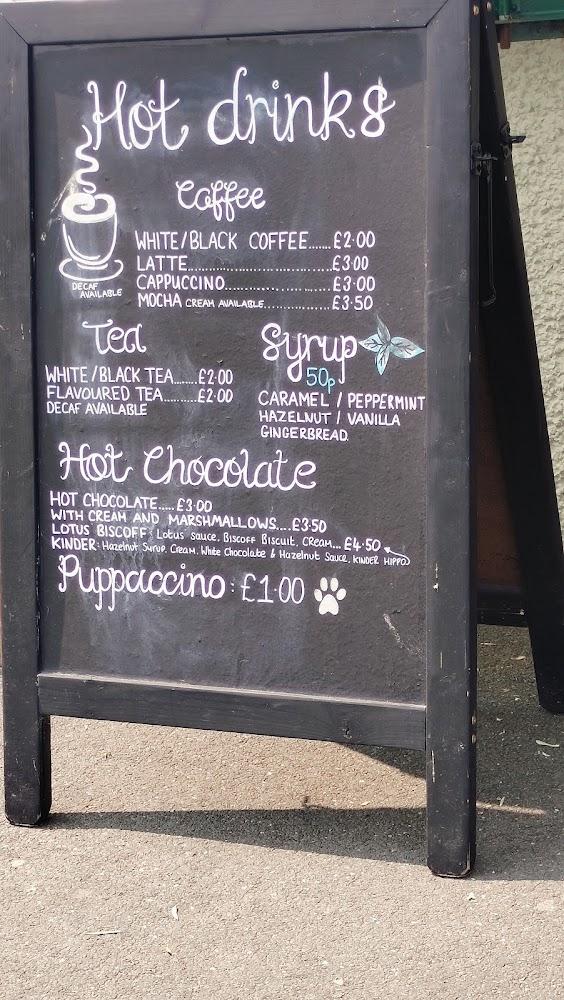 Hot drinks
Coffee
WHITE/BLACK COFFEE.......£2.00
LATTE..............................£3.00
CAPPUCCINO......................£3.00
MOCHA CREAM AVAILABLE..............£3.50
DECAF
AVAILABLE
Tea
WHITE/BLACK TEA.......£2.00
FLAVOURED TEA..........£2.00
DECAF AVAILABLE
Syrup
50p
CARAMEL / PEPPERMINT
HAZELNUT / VANILLA
GINGERBREAD.
Hot Chocolate
HOT CHOCOLATE.....£3.00
WITH CREAM AND MARSHMALLOWS....£3.50
LOTUS BISCOFF: Lotus sauce, Biscoff Biscuit, Cream... £4.50
KINDER: Hazelnut Syrup, Cream, White Chocolate & Hazelnut Sauce, KINDER HIPPO
Puppaccino: £1.00